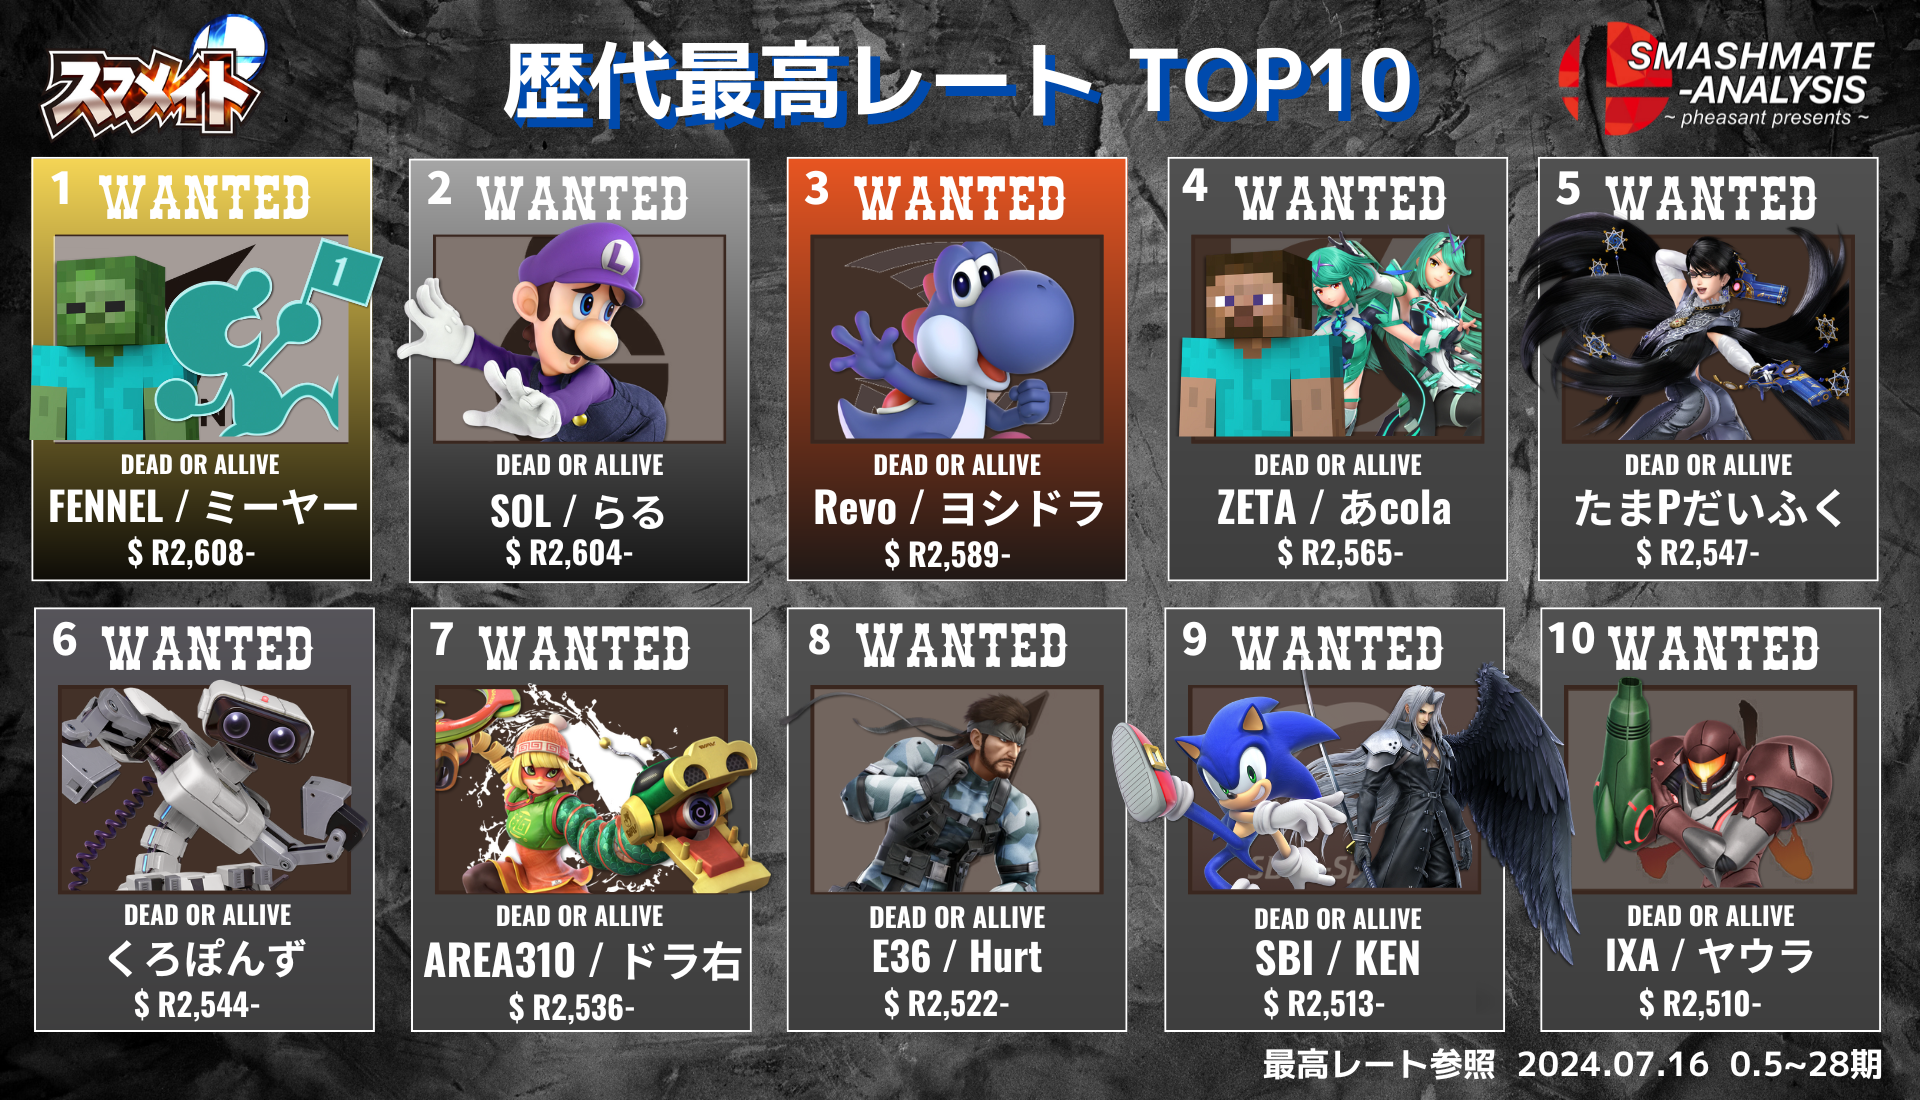 スマメイト
歴代最高レート TOP10
SMASHMATE
-ANALYSIS
~ pheasant presents ~
1 WANTED
1
DEAD OR ALLIVE
FENNEL / ミーヤー
$ R2,608-
2 WANTED
L
DEAD OR ALLIVE
SOL / らる
$ R2,604-
3 WANTED
DEAD OR ALLIVE
Revo / ヨシドラ
$ R2,589-
4 WANTED
DEAD OR ALLIVE
ZETA / あcola
$ R2,565-
5 WANTED
DEAD OR ALLIVE
たまPだいふく
$ R2,547-
6 WANTED
DEAD OR ALLIVE
くろぽんず
$ R2,544-
7 WANTED
DEAD OR ALLIVE
AREA310 / ドラ右
$ R2,536-
8 WANTED
DEAD OR ALLIVE
E36 / Hurt
$ R2,522-
9 WANTED
DEAD OR ALLIVE
SBI / KEN
$ R2,513-
10 WANTED
DEAD OR ALLIVE
IXA / ヤウラ
$ R2,510-
最高レート参照 2024.07.16 0.5~28期